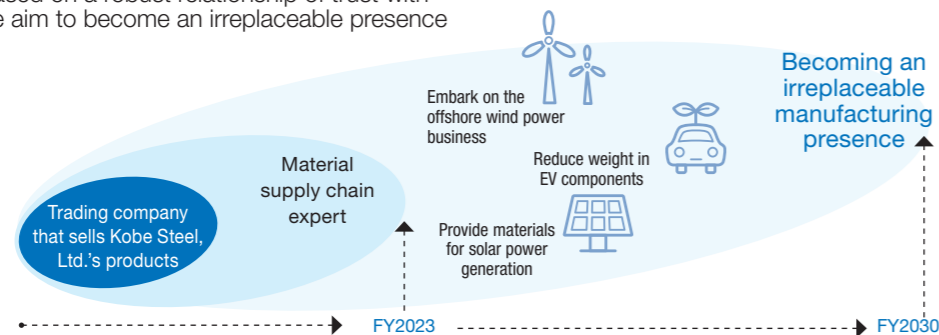 ased on a robust relationship of trust with
e aim to become an irreplaceable presence
Becoming an
irreplaceable
manufacturing
presence
Embark on the
offshore wind power
business
Reduce weight in
EV components
Material
supply chain
expert
Trading company
that sells Kobe Steel,
Ltd.'s products
Provide materials
for solar power
generation
FY2023
FY2030